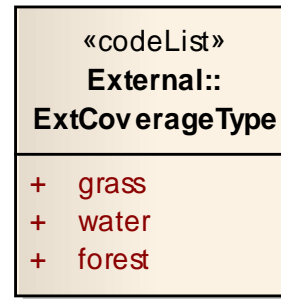 «codeList»
External::
ExtCoverageType
+ grass
+ water
+ forest